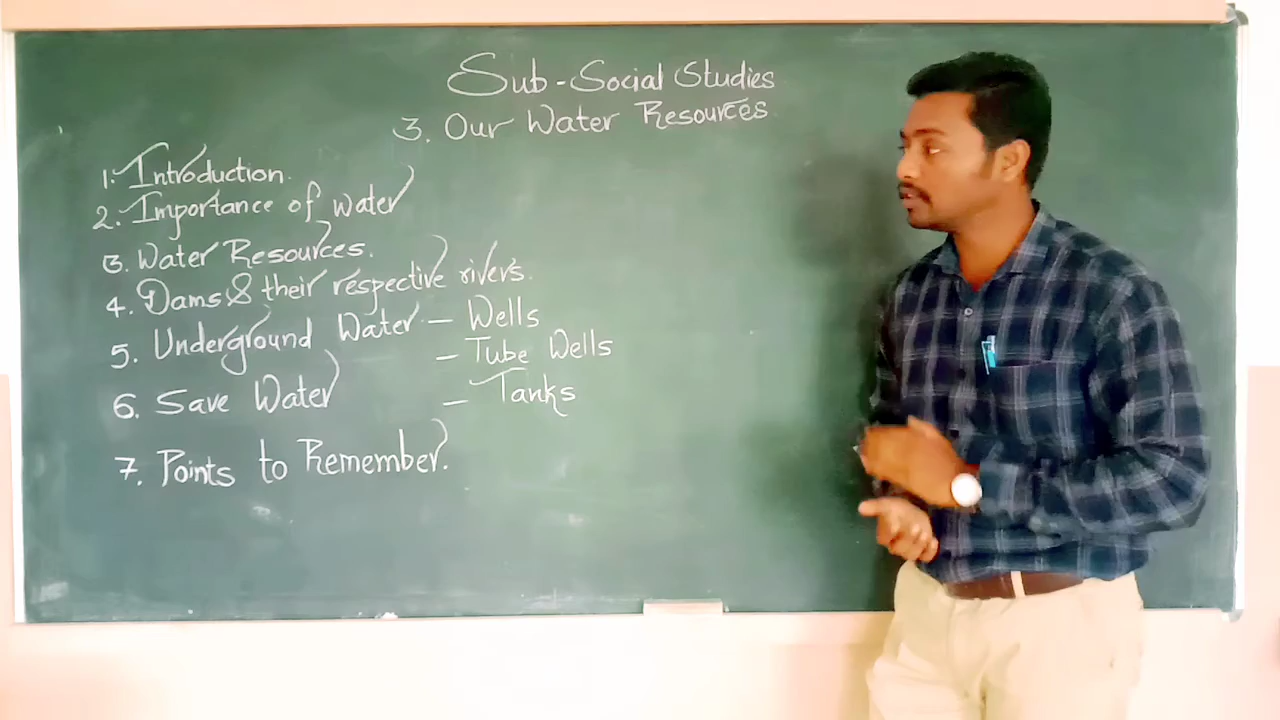 Sub - Social Studies
3. Our Water Resources
1. Introduction.
2. Importance of water
3. Water Resources.
4. Dams & their respective rivers.
5. Underground Water - Wells
- Tube Wells
- Tanks
6. Save Water
7. Points to Remember.